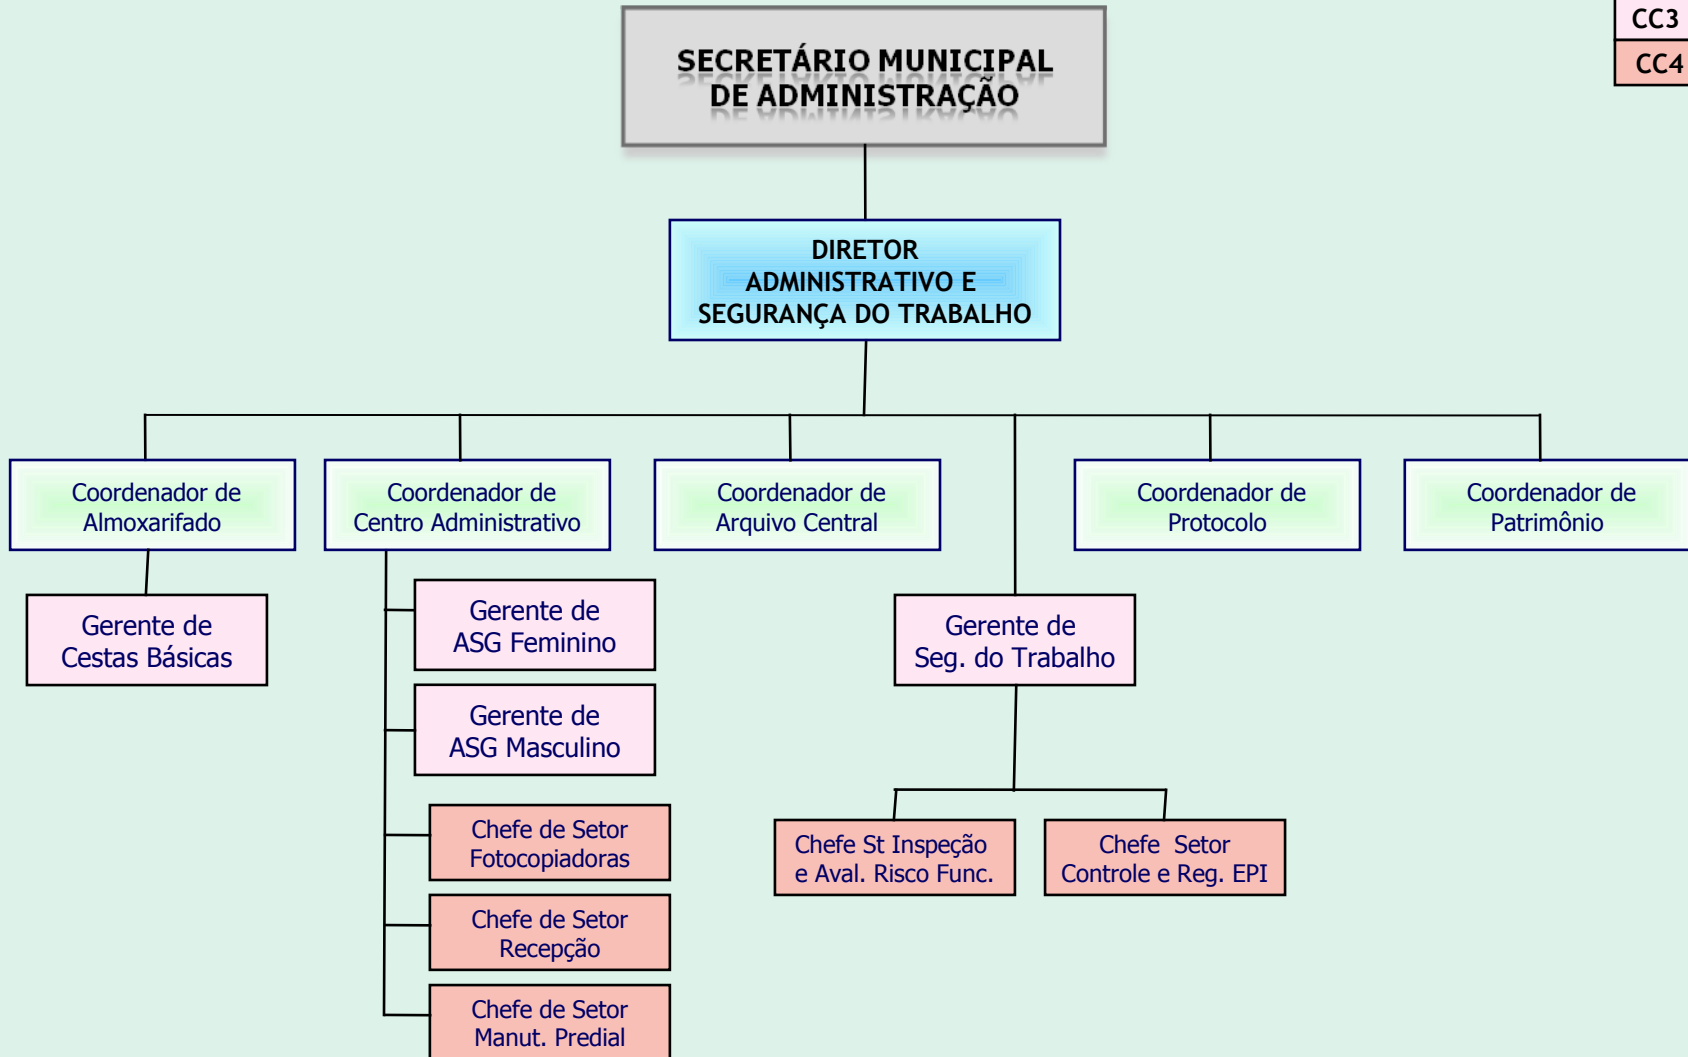 CC3
CC4
SECRETÁRIO MUNICIPAL
DE ADMINISTRAÇÃO
DIRETOR
ADMINISTRATIVO E
SEGURANÇA DO TRABALHO
Coordenador de
Almoxarifado
Coordenador de
Centro Administrativo
Coordenador de
Arquivo Central
Coordenador de
Protocolo
Coordenador de
Patrimônio
Gerente de
Cestas Básicas
Gerente de
ASG Feminino
Gerente de
ASG Masculino
Chefe de Setor
Fotocopiadoras
Chefe de Setor
Recepção
Chefe de Setor
Manut. Predial
Gerente de
Seg. do Trabalho
Chefe St Inspeção
e Aval. Risco Func.
Chefe  Setor
Controle e Reg. EPI